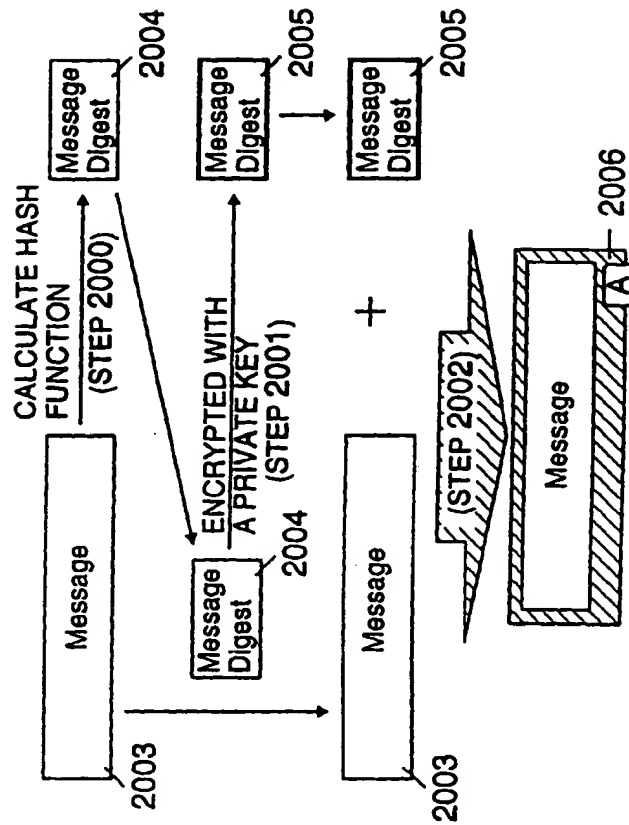 Message
2003
CALCULATE HASH
FUNCTION
(STEP 2000)
Message
Digest
2004
Message
Digest
2004
ENCRYPTED WITH
A PRIVATE KEY
(STEP 2001)
Message
Digest
2005
Message
2003
+
Message
Digest
2005
(STEP 2002)
Message
A
2006